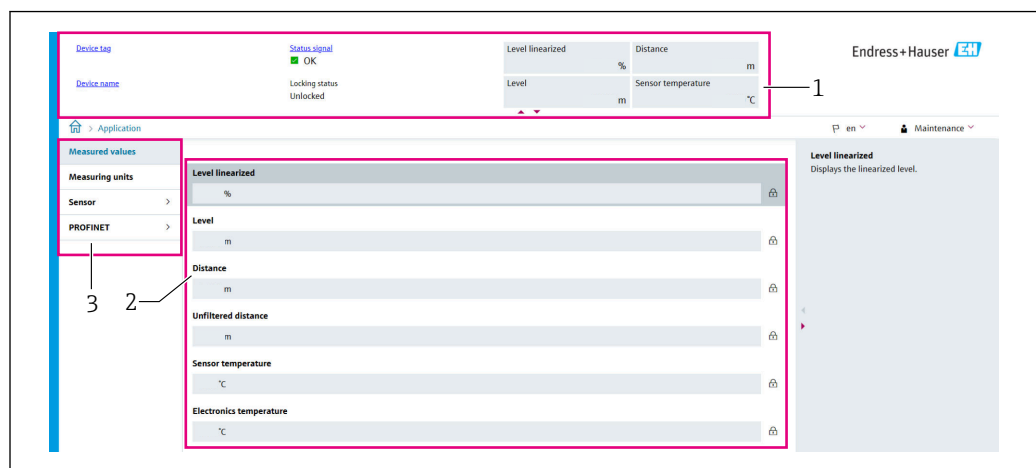 Device tag
Status signal
OK
Level linearized
%
Distance
m
Endress+Hauser EH
Device name
Locking status
Unlocked
Level
m
Sensor temperature
°C
1
> Application
en
Maintenance
Measured values
Measuring units
Sensor >
PROFINET >
3
2
Level linearized
%
Level
m
Distance
m
Unfiltered distance
m
Sensor temperature
°C
Electronics temperature
°C
Level linearized
Displays the linearized level.